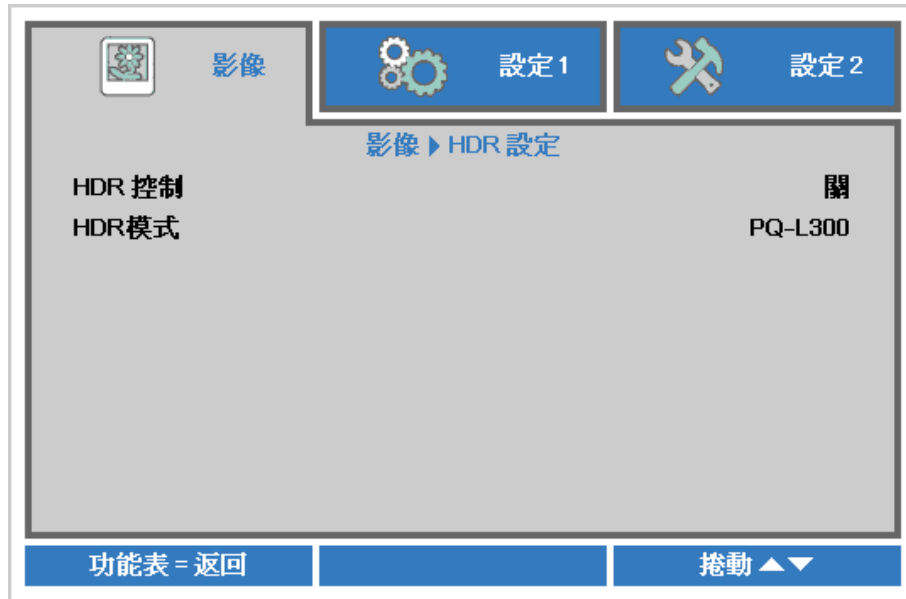 影像
設定 1
設定 2
影像 ▶ HDR 設定
HDR 控制 關
HDR模式 PQ-L300
功能表 = 返回
捲動 ▲▼